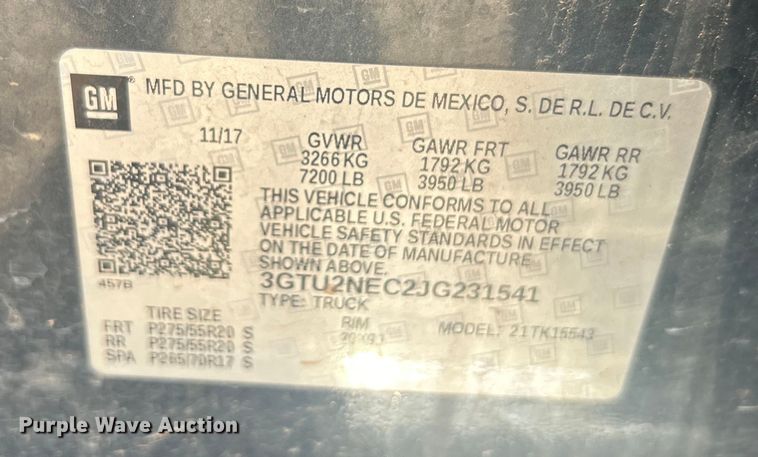 GM ® MFD BY GENERAL MOTORS DE MEXICO, S. DE R.L. DE C.V.
11/17 GVWR GAWR FRT GAWR RR
3266 KG 1792 KG 1792 KG
7200 LB 3950 LB 3950 LB
THIS VEHICLE CONFORMS TO ALL
APPLICABLE U.S. FEDERAL MOTOR
VEHICLE SAFETY STANDARDS IN EFFECT
ON THE DATE OF MANUFACTURE
SHOWN ABOVE.
457B 3GTU2NEC2JG231541
TYPE: TRUCK
TIRE SIZE RIM MODEL: 21TK15543
FRT P275/55R20 S
RR P275/55R20 S
SPA P265/70R17 S
Purple Wave Auction